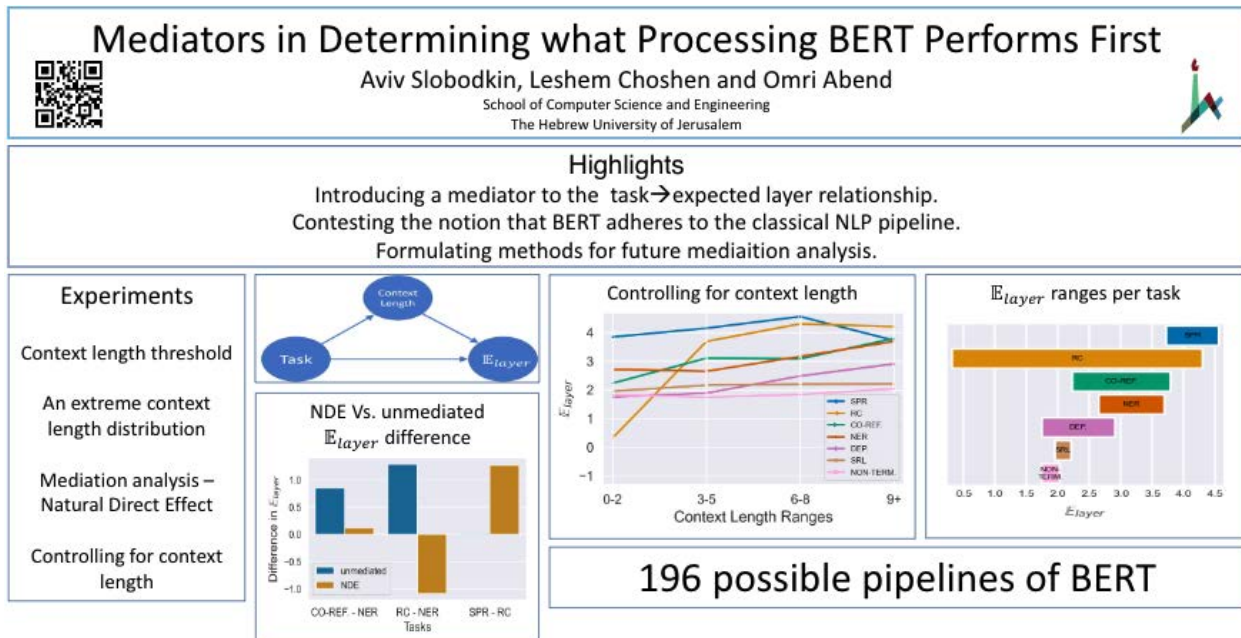 Mediators in Determining what Processing BERT Performs First
Aviv Slobodkin, Leshem Choshen and Omri Abend
School of Computer Science and Engineering
The Hebrew University of Jerusalem
Highlights
Introducing a mediator to the task→expected layer relationship.
Contesting the notion that BERT adheres to the classical NLP pipeline.
Formulating methods for future mediaition analysis.
Experiments
Context length threshold
An extreme context
length distribution
Mediation analysis –
Natural Direct Effect
Controlling for context
length
Context
Length
Task
𝔼layer
NDE Vs. unmediated
𝔼layer difference
Difference in 𝔼layer
1.0
0.5
0.0
−0.5
−1.0
unmediated
NDE
CO-REF. - NER
RC - NER
SPR - RC
Tasks
Controlling for context length
𝔼layer
4
3
2
1
0
−1
SPR
RC
CO-REF.
NER
DEP.
SRL
NON-TERM.
0-2
3-5
6-8
9+
Context Length Ranges
𝔼layer ranges per task
SPR
RC
CO-REF.
NER
DEP.
SRL
NON-
TERM.
0.5
1.0
1.5
2.0
2.5
3.0
3.5
4.0
4.5
𝔼layer
196 possible pipelines of BERT